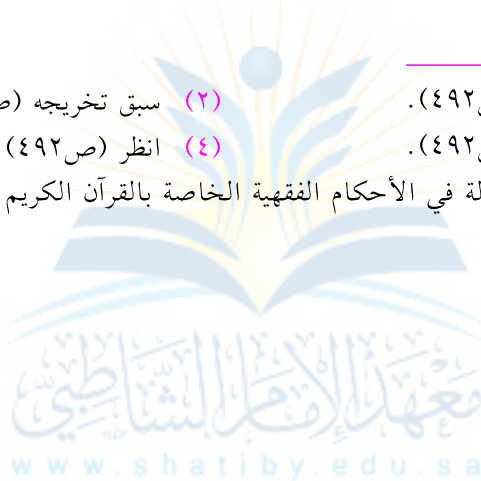 ٤٩٢). (٢) سبق تخريجه (ص
٤٩٢). (٤) انظر (ص٤٩٢)
لة في الأحكام الفقهية الخاصة بالقرآن الكريم
معهد الإمام الشاطبي
www.shatiby.edu.sa